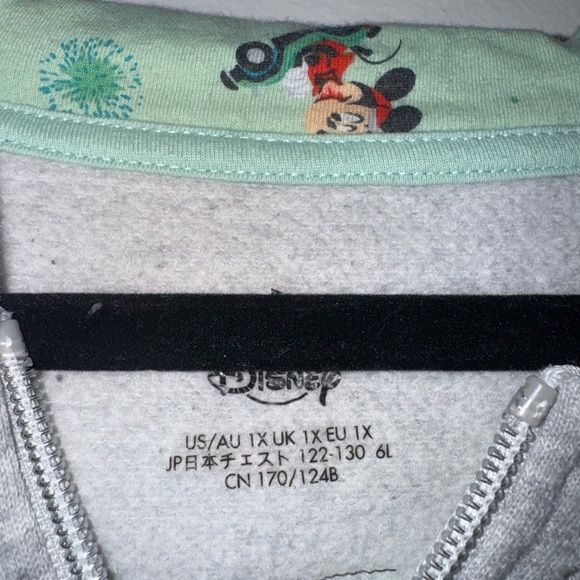 Disney
US/AU 1X UK 1X EU 1X
JP日本チェスト 122-130 6L
CN 170/124B